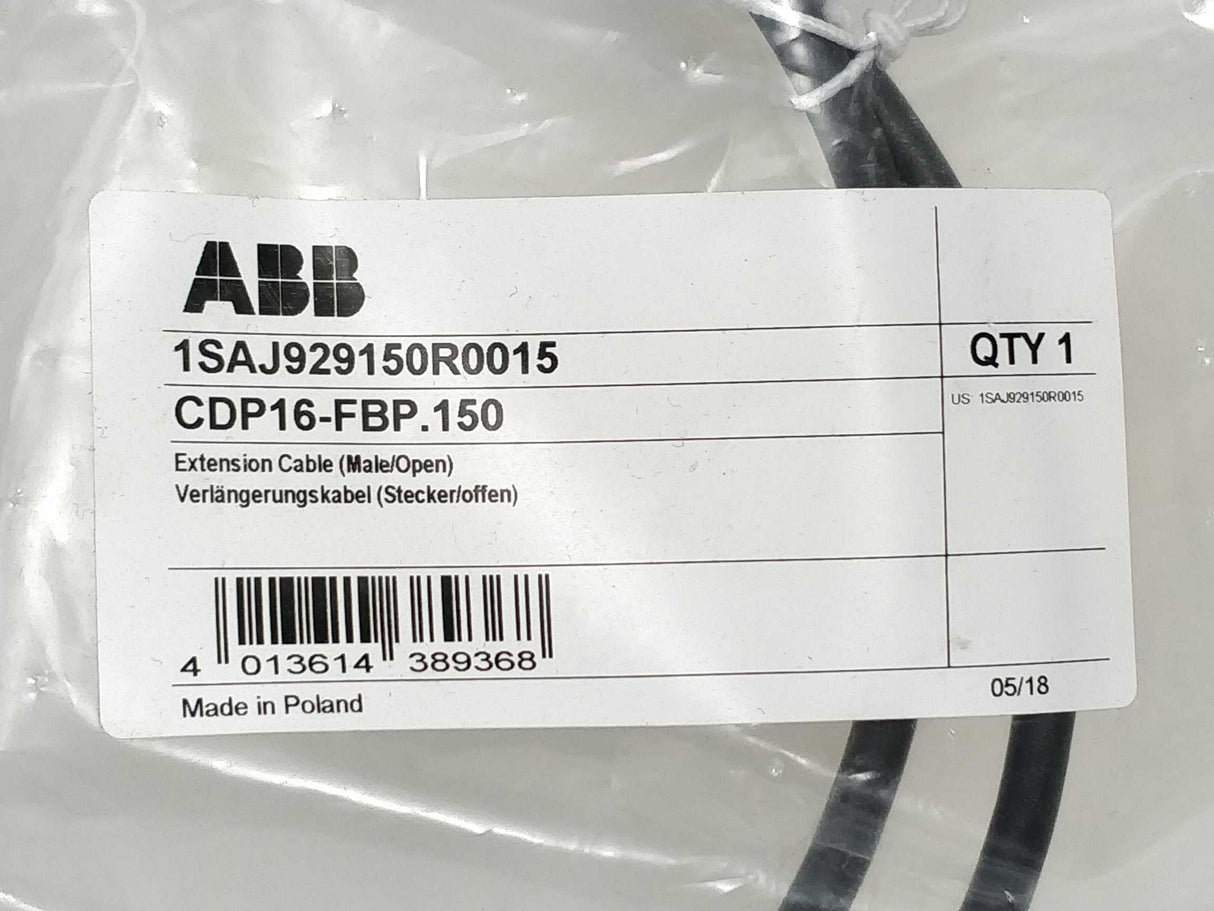 ABB
1SAJ929150R0015
QTY 1
CDP16-FBP.150
US: 1SAJ929150R0015
Extension Cable (Male/Open)
Verlängerungskabel (Stecker/offen)
4 013614 389368
Made in Poland
05/18